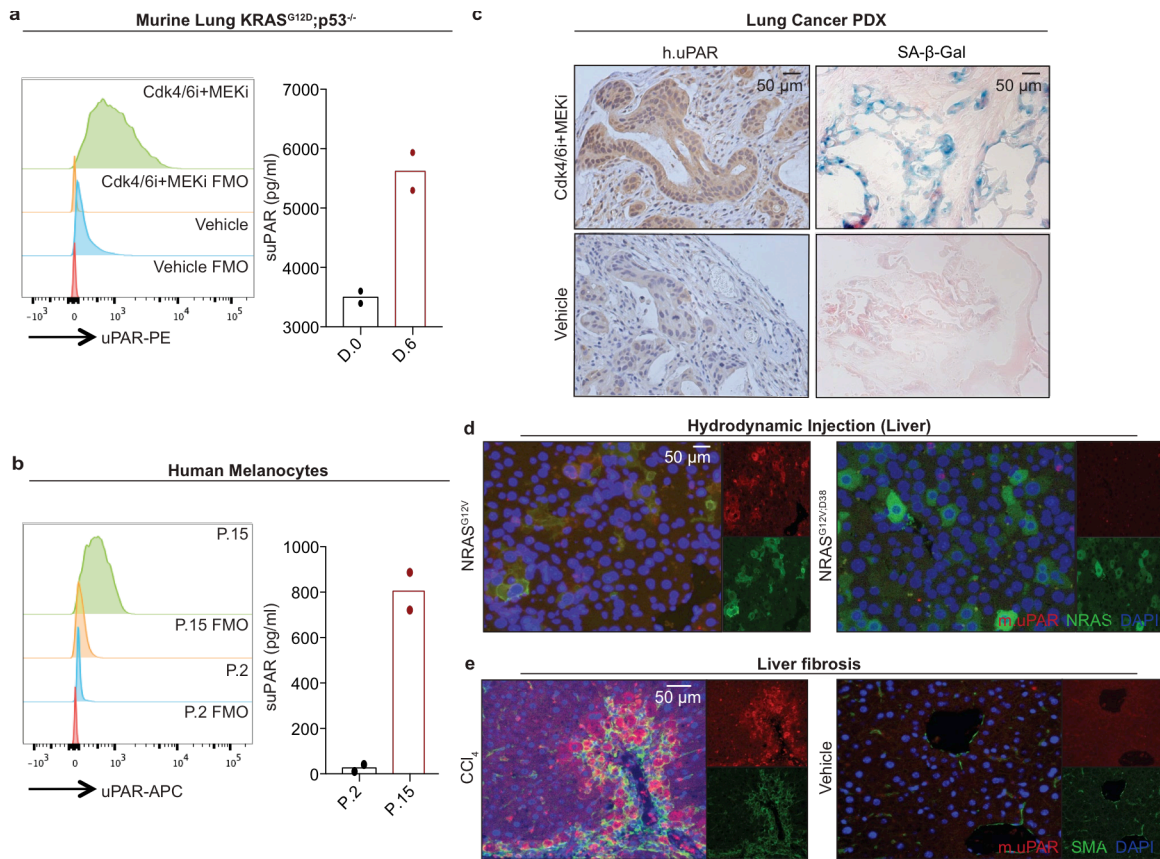 a
Murine Lung KRASG12D;p53-/-
Cdk4/6i+MEKi
Cdk4/6i+MEKi FMO
Vehicle
Vehicle FMO
-10³ 0 10³ 10⁴ 10⁵
uPAR-PE
suPAR (pg/ml)
7000
6000
5000
4000
3000
D.0 D.6
b
Human Melanocytes
P.15
P.15 FMO
P.2
P.2 FMO
-10³ 0 10³ 10⁴ 10⁵
uPAR-APC
suPAR (pg/ml)
1000
800
600
400
200
0
P.2 P.15
c
Lung Cancer PDX
h.uPAR SA-β-Gal
Cdk4/6i+MEKi
50 µm 50 µm
Vehicle
d
Hydrodynamic Injection (Liver)
NRASG12V
50 µm
NRASG12V;D38
m.uPAR NRAS DAPI
e
Liver fibrosis
CCl₄
50 µm
Vehicle
m.uPAR SMA DAPI